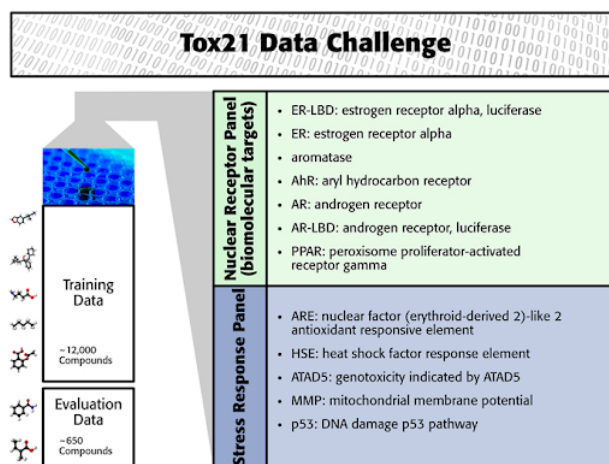 Tox21 Data Challenge
Nuclear Receptor Panel
(biomolecular targets)
• ER-LBD: estrogen receptor alpha, luciferase
• ER: estrogen receptor alpha
• aromatase
• AhR: aryl hydrocarbon receptor
• AR: androgen receptor
• AR-LBD: androgen receptor, luciferase
• PPAR: peroxisome proliferator-activated
receptor gamma
Stress Response Panel
• ARE: nuclear factor (erythroid-derived 2)-like 2
antioxidant responsive element
• HSE: heat shock factor response element
• ATAD5: genotoxicity indicated by ATAD5
• MMP: mitochondrial membrane potential
• p53: DNA damage p53 pathway
Training
Data
~12,000
Compounds
Evaluation
Data
~650
Compounds